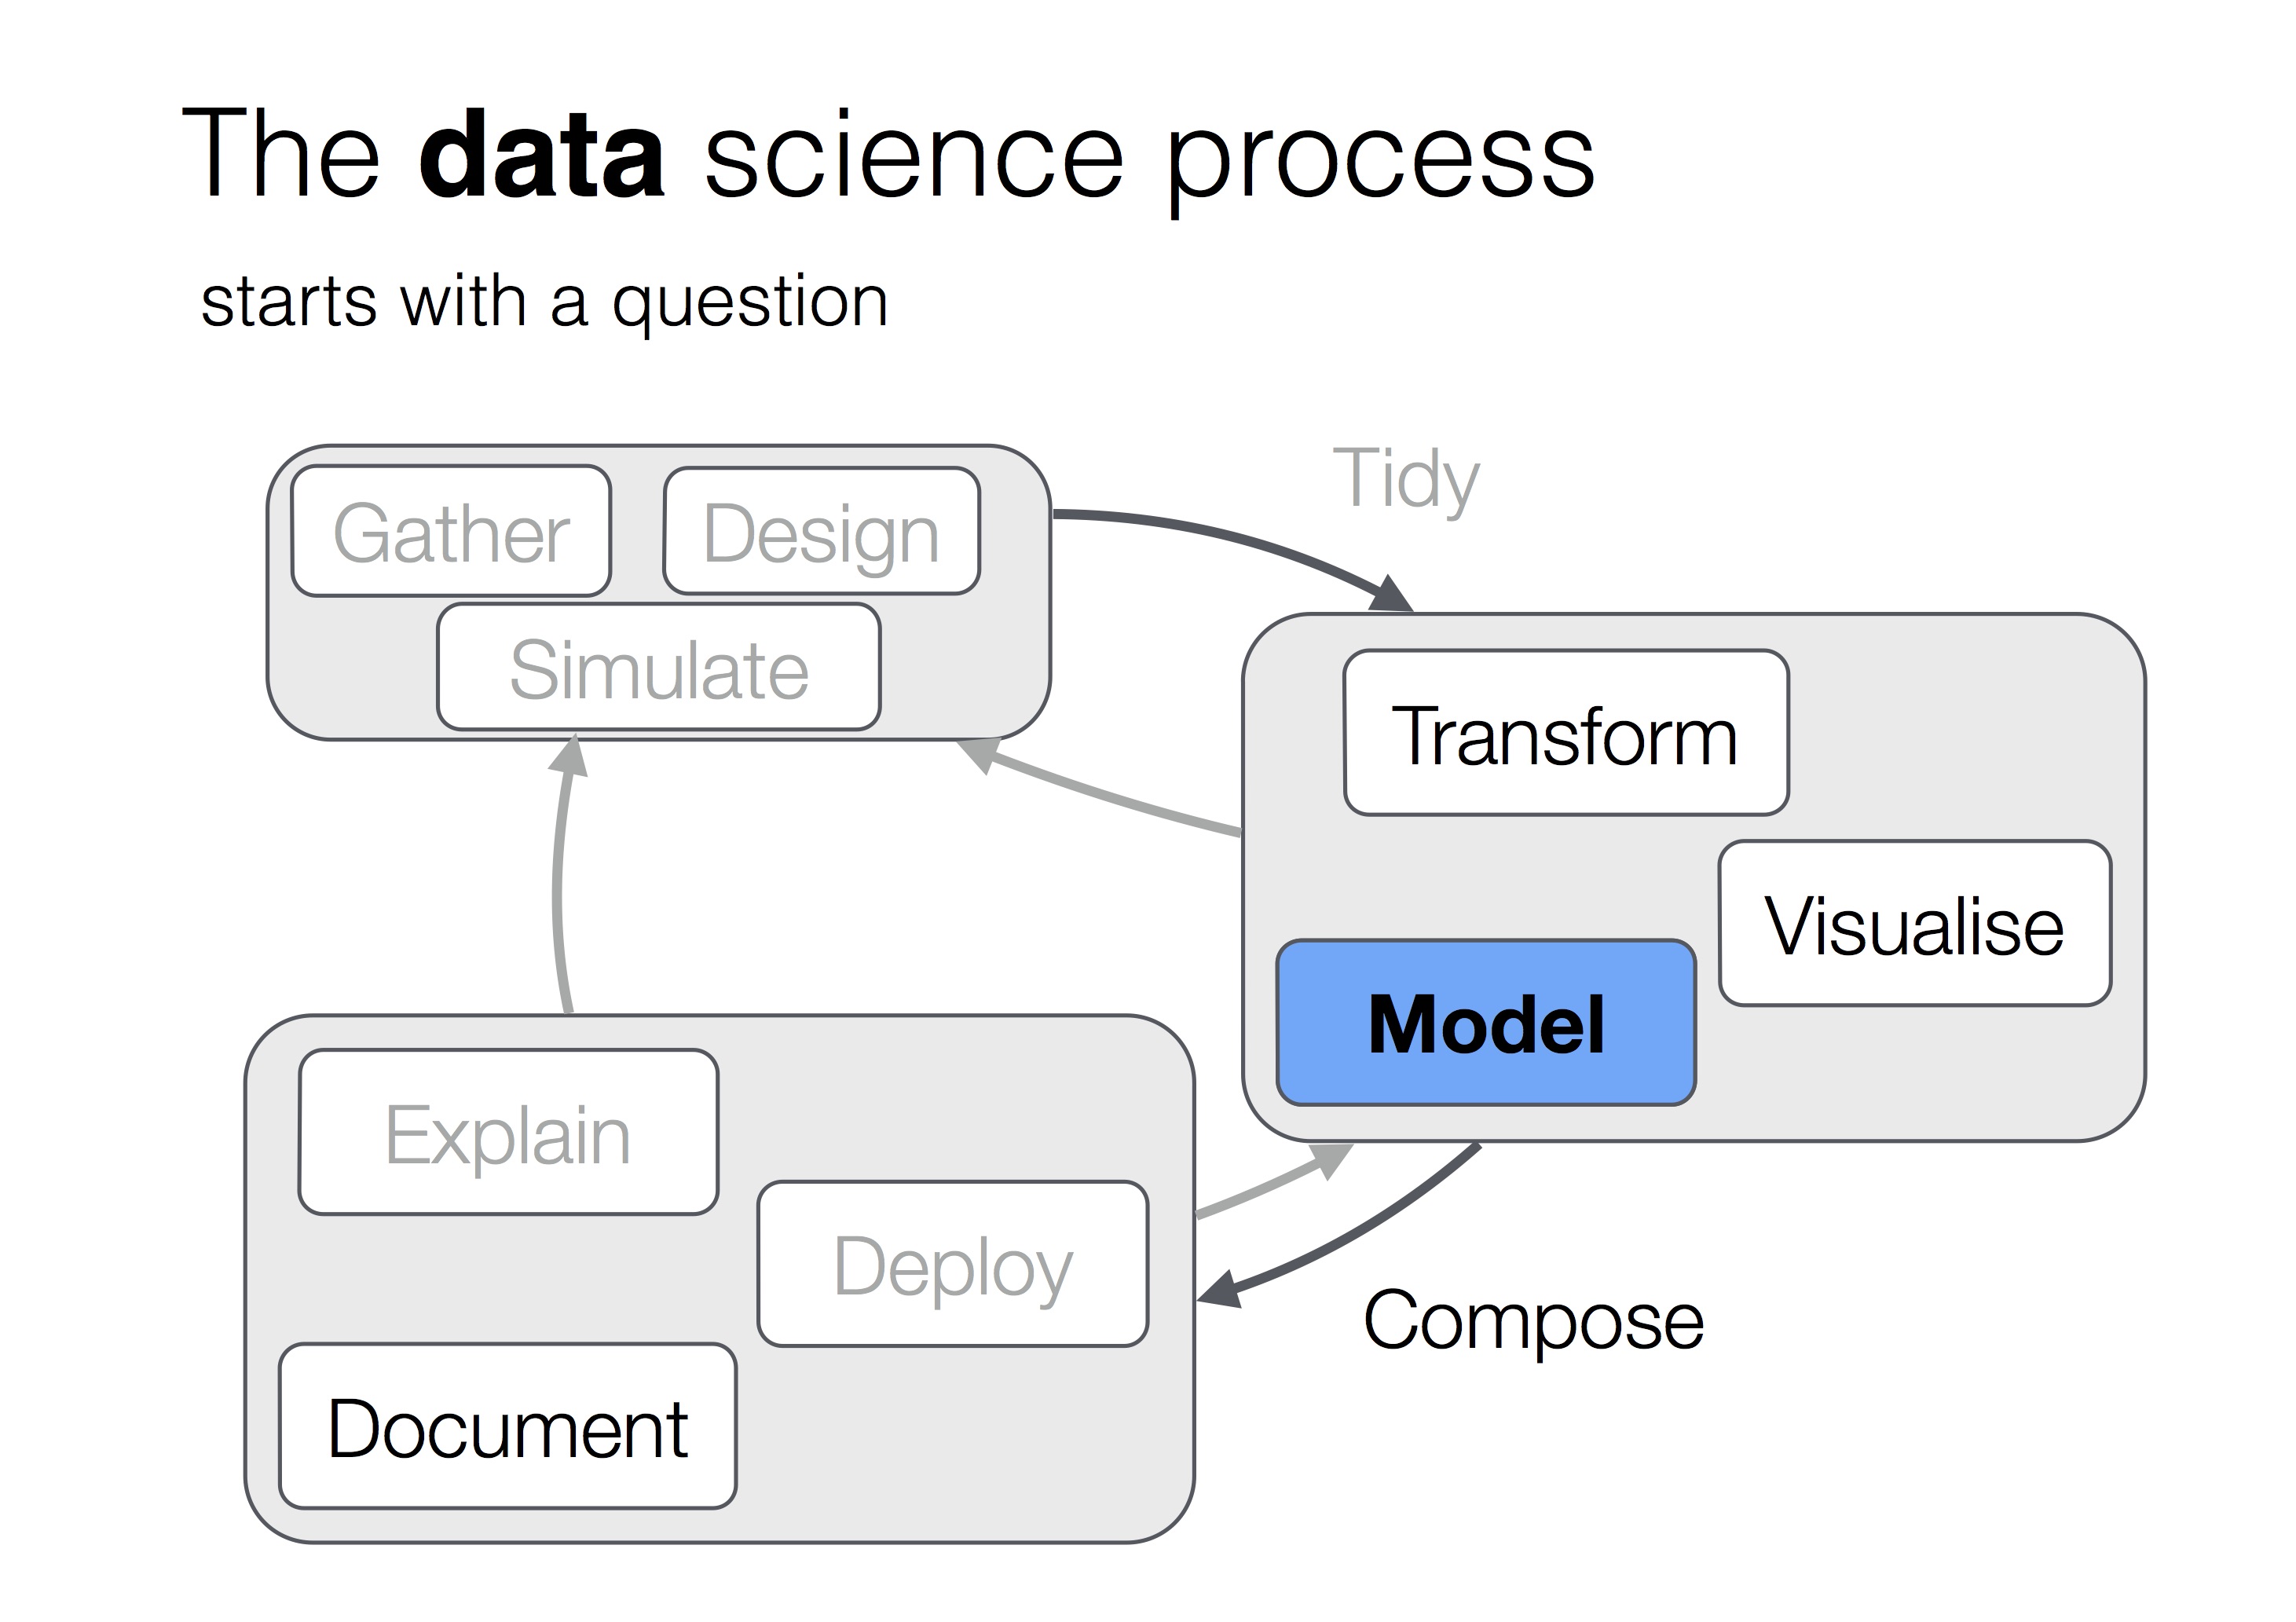 The data science process
starts with a question
Gather
Design
Simulate
Tidy
Transform
Visualise
Model
Explain
Deploy
Document
Compose